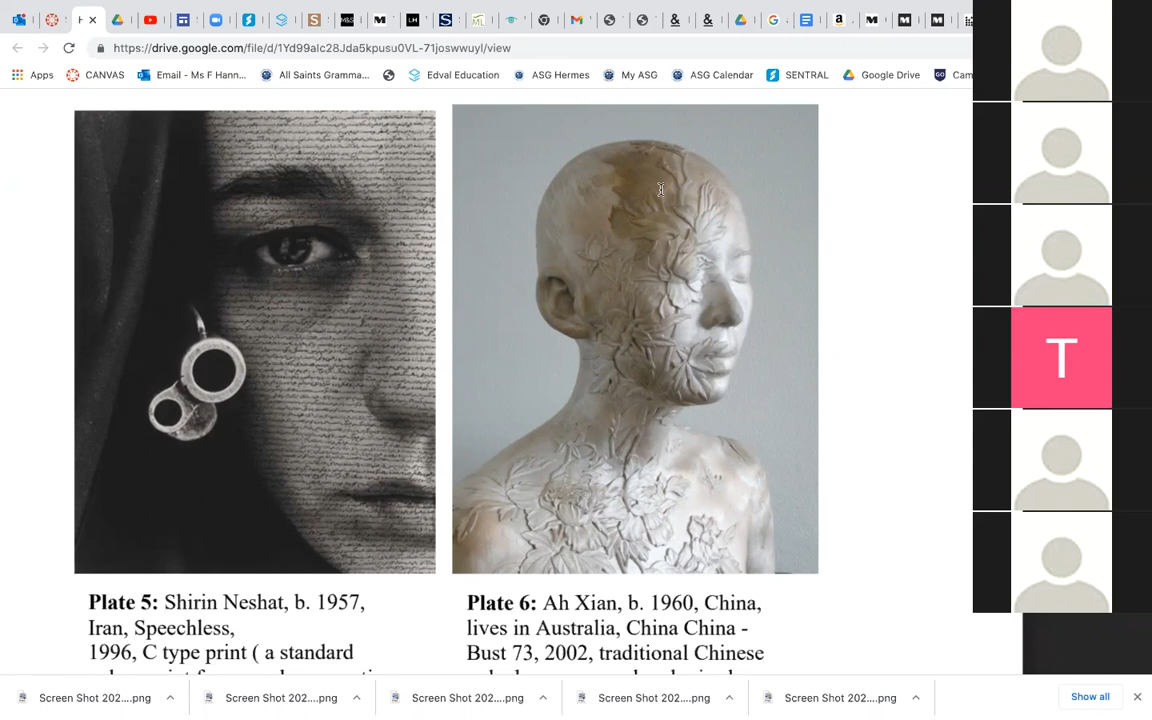 H
M&S
M
LH
S
ML
&
&
G
a
M
M
M
https://drive.google.com/file/d/1Yd99alc28Jda5kpusu0VL-71joswwuyl/view
Apps CANVAS Email - Ms F Hann... All Saints Gramma... Edval Education ASG Hermes My ASG ASG Calendar SENTRAL Google Drive GO Cam
T
Plate 5: Shirin Neshat, b. 1957,
Iran, Speechless,
1996, C type print ( a standard
Plate 6: Ah Xian, b. 1960, China,
lives in Australia, China China -
Bust 73, 2002, traditional Chinese
Screen Shot 202....png Screen Shot 202....png Screen Shot 202....png Screen Shot 202....png Screen Shot 202....png Show all